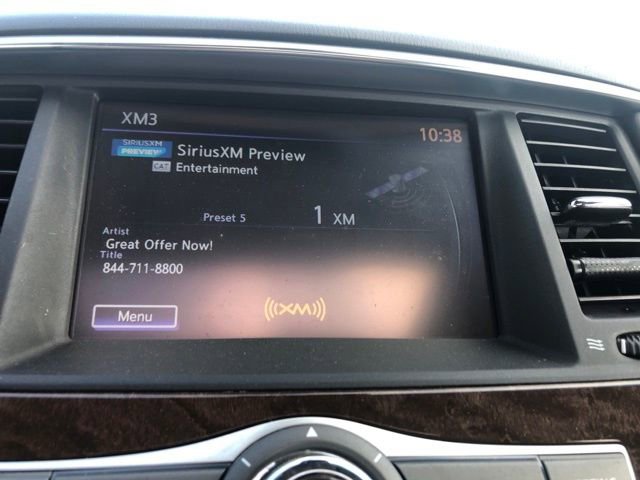 XM3
10:38
SIRIUSXM
PREVIEW
SiriusXM Preview
CAT Entertainment
Preset 5 1 XM
Artist
Great Offer Now!
Title
844-711-8800
Menu
((XM))